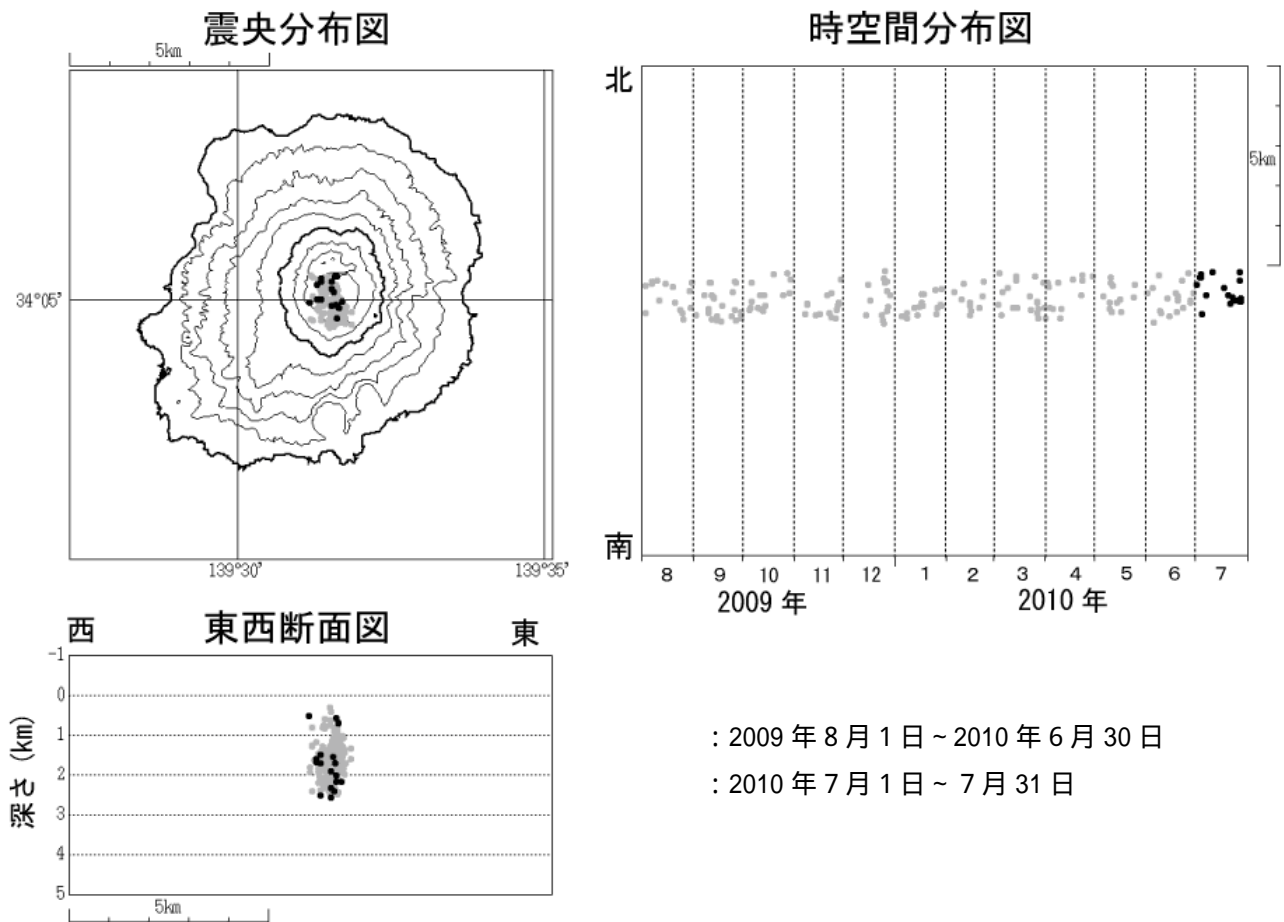 震央分布図
5km
34°05'
139°30'
139°35'
時空間分布図
北
南
5km
8 9 10 11 12 1 2 3 4 5 6 7
2009 年 2010 年
東西断面図
西 東
-1
0
1
2
3
4
5
深さ (km)
5km
: 2009 年 8 月 1 日 ~ 2010 年 6 月 30 日
: 2010 年 7 月 1 日 ~ 7 月 31 日